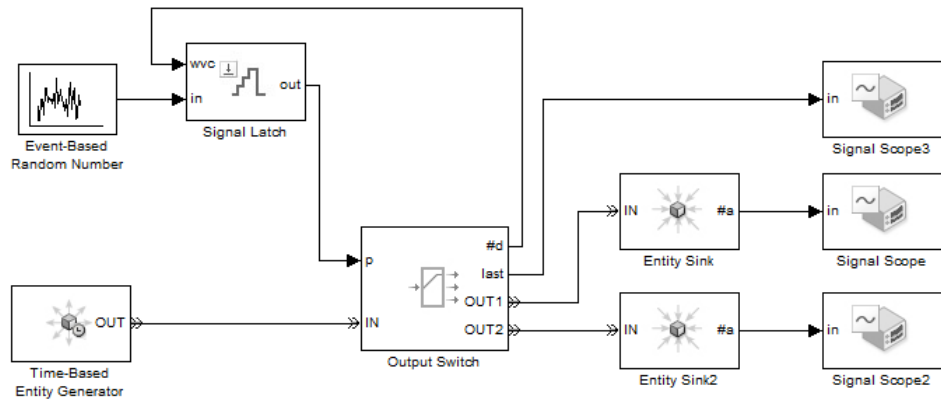 wvc
in
out
Signal Latch
Event-Based
Random Number
in
Signal Scope3
IN
#a
Entity Sink
in
Signal Scope
p
IN
#d
last
OUT1
OUT2
Output Switch
OUT
Time-Based
Entity Generator
IN
#a
Entity Sink2
in
Signal Scope2